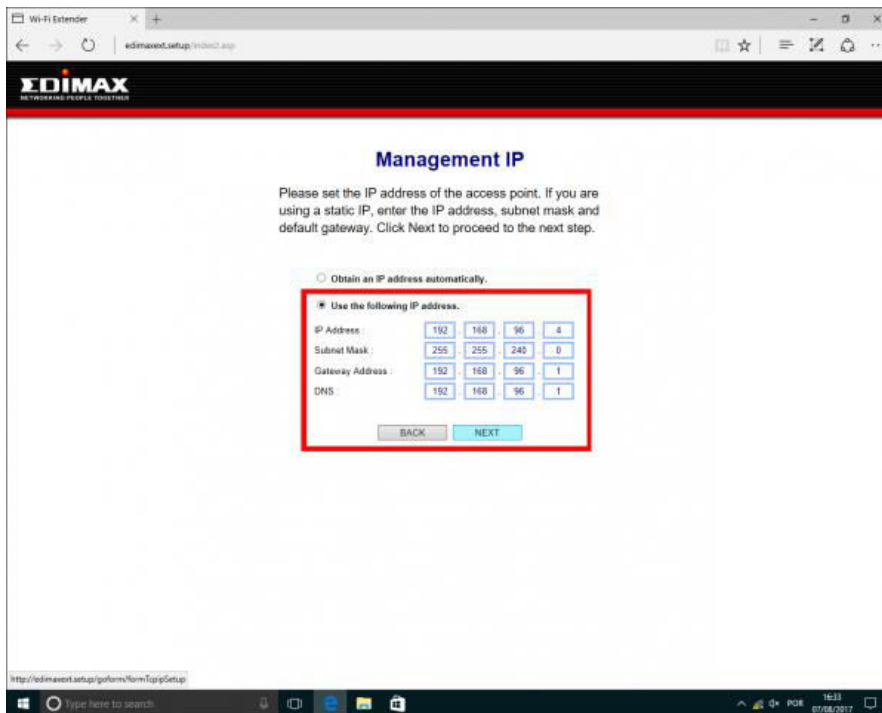 Wi-Fi Extender
edimaxext.setup/index2.asp
EDIMAX
NETWORKING PEOPLE TOGETHER
Management IP
Please set the IP address of the access point. If you are
using a static IP, enter the IP address, subnet mask and
default gateway. Click Next to proceed to the next step.
Obtain an IP address automatically.
Use the following IP address.
IP Address : 192 . 168 . 96 . 4
Subnet Mask : 255 . 255 . 240 . 0
Gateway Address : 192 . 168 . 96 . 1
DNS : 192 . 168 . 96 . 1
BACK NEXT
http://edimaxext.setup/goform/formTcpipSetup
Type here to search
POR
16:33
07/08/2017